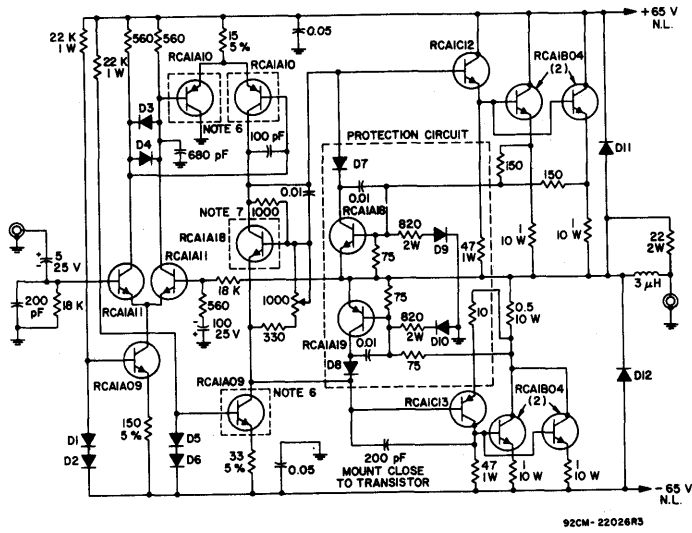 +65 V
N.L.
22 K
1 W
560
560
15
5 %
0.05
RCA1C12
RCA1A10
RCA1A10
RCA1B04
(2)
22 K
1 W
NOTE 6
PROTECTION CIRCUIT
D3
100 pF
D7
D11
D4
680 pF
150
0.01
0.01
150
NOTE 7
1000
RCA1A18
820
2W
D9
1
10 W
1
10 W
22
2W
RCA1A18
47
1W
5
25 V
RCA1A11
75
18 K
3 µH
200
pF
18 K
560
1000
75
10
0.5
10 W
RCA1A11
100
25 V
330
820
2W
D10
RCA1A19
0.01
75
D8
RCA1A09
RCA1A09
NOTE 6
RCA1C13
RCA1B04
(2)
D12
D1
D2
150
5 %
D5
D6
33
5 %
0.05
200 pF
MOUNT CLOSE
TO TRANSISTOR
47
1W
1
10 W
1
10 W
-65 V
N.L.
92CM-22026R3